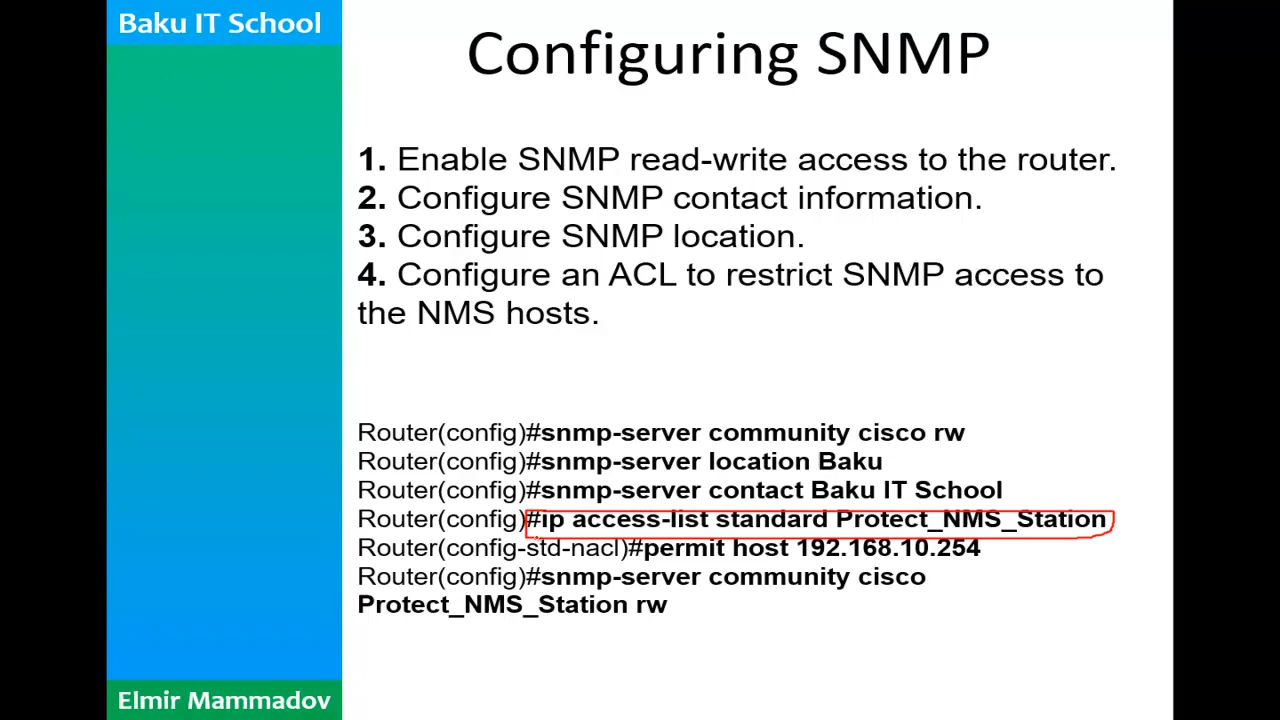 Baku IT School
Configuring SNMP
1. Enable SNMP read-write access to the router.
2. Configure SNMP contact information.
3. Configure SNMP location.
4. Configure an ACL to restrict SNMP access to
the NMS hosts.
Router(config)#snmp-server community cisco rw
Router(config)#snmp-server location Baku
Router(config)#snmp-server contact Baku IT School
Router(config)#ip access-list standard Protect_NMS_Station
Router(config-std-nacl)#permit host 192.168.10.254
Router(config)#snmp-server community cisco
Protect_NMS_Station rw
Elmir Mammadov